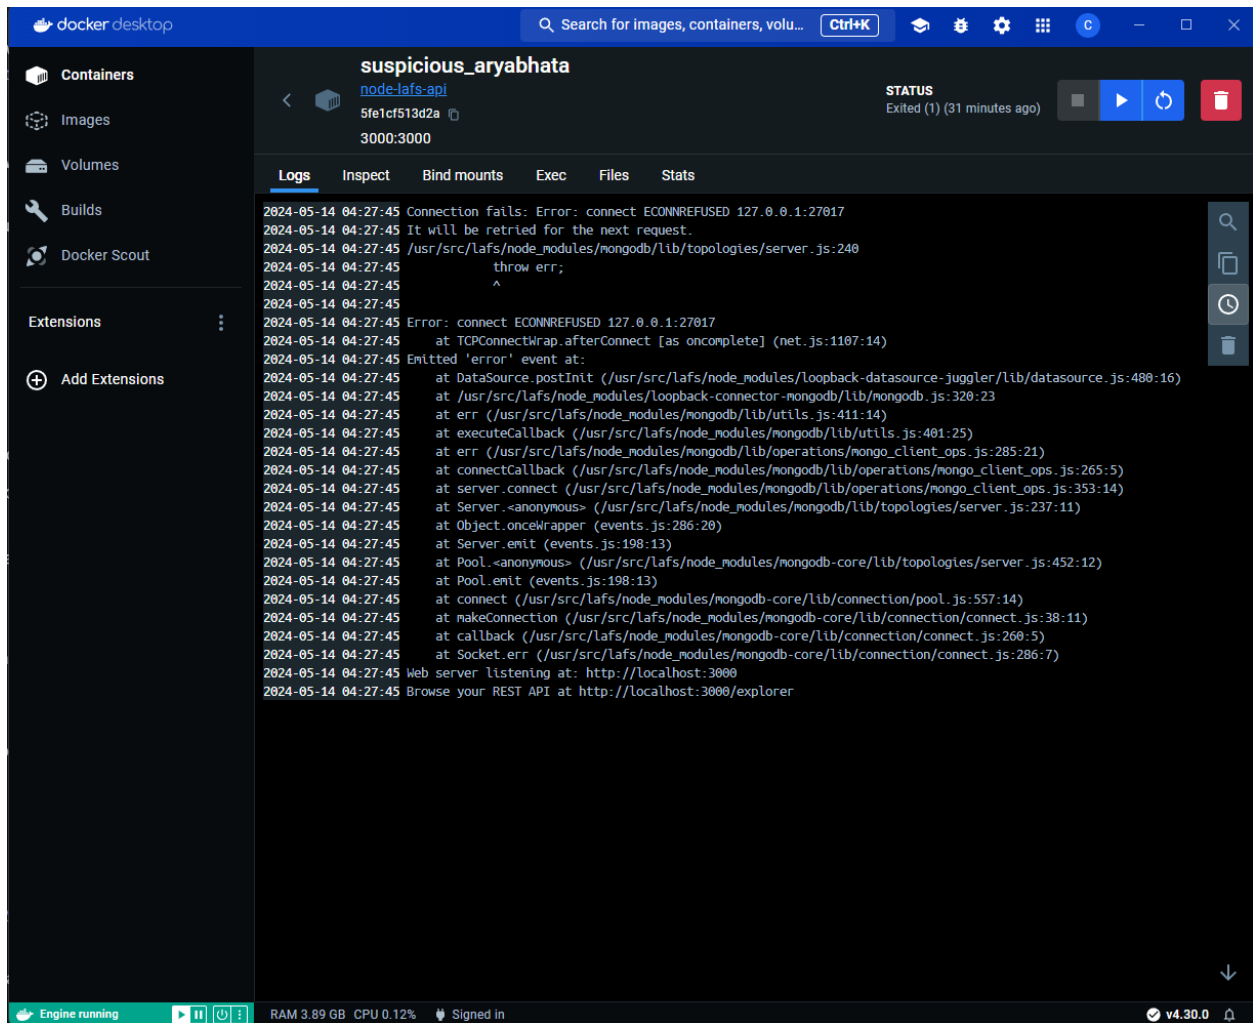 docker desktop
Search for images, containers, volu...
Ctrl+K
C
Containers
Images
Volumes
Builds
Docker Scout
Extensions
Add Extensions
suspicious_aryabhata
node-lafs-api
5fe1cf513d2a
3000:3000
STATUS
Exited (1) (31 minutes ago)
Logs Inspect Bind mounts Exec Files Stats
2024-05-14 04:27:45 Connection fails: Error: connect ECONNREFUSED 127.0.0.1:27017
2024-05-14 04:27:45 It will be retried for the next request.
2024-05-14 04:27:45 /usr/src/lafs/node_modules/mongodb/lib/topologies/server.js:240
2024-05-14 04:27:45 throw err;
2024-05-14 04:27:45 ^
2024-05-14 04:27:45
2024-05-14 04:27:45 Error: connect ECONNREFUSED 127.0.0.1:27017
2024-05-14 04:27:45 at TCPConnectWrap.afterConnect [as oncomplete] (net.js:1107:14)
2024-05-14 04:27:45 Emitted 'error' event at:
2024-05-14 04:27:45 at DataSource.postInit (/usr/src/lafs/node_modules/loopback-datasource-juggler/lib/datasource.js:480:16)
2024-05-14 04:27:45 at /usr/src/lafs/node_modules/loopback-connector-mongodb/lib/mongodb.js:320:23
2024-05-14 04:27:45 at err (/usr/src/lafs/node_modules/mongodb/lib/utils.js:411:14)
2024-05-14 04:27:45 at executeCallback (/usr/src/lafs/node_modules/mongodb/lib/utils.js:401:25)
2024-05-14 04:27:45 at err (/usr/src/lafs/node_modules/mongodb/lib/operations/mongo_client_ops.js:285:21)
2024-05-14 04:27:45 at connectCallback (/usr/src/lafs/node_modules/mongodb/lib/operations/mongo_client_ops.js:265:5)
2024-05-14 04:27:45 at server.connect (/usr/src/lafs/node_modules/mongodb/lib/operations/mongo_client_ops.js:353:14)
2024-05-14 04:27:45 at Server.<anonymous> (/usr/src/lafs/node_modules/mongodb/lib/topologies/server.js:237:11)
2024-05-14 04:27:45 at Object.onceWrapper (events.js:286:20)
2024-05-14 04:27:45 at Server.emit (events.js:198:13)
2024-05-14 04:27:45 at Pool.<anonymous> (/usr/src/lafs/node_modules/mongodb-core/lib/topologies/server.js:452:12)
2024-05-14 04:27:45 at Pool.emit (events.js:198:13)
2024-05-14 04:27:45 at connect (/usr/src/lafs/node_modules/mongodb-core/lib/connection/pool.js:557:14)
2024-05-14 04:27:45 at makeConnection (/usr/src/lafs/node_modules/mongodb-core/lib/connection/connect.js:38:11)
2024-05-14 04:27:45 at callback (/usr/src/lafs/node_modules/mongodb-core/lib/connection/connect.js:260:5)
2024-05-14 04:27:45 at Socket.err (/usr/src/lafs/node_modules/mongodb-core/lib/connection/connect.js:286:7)
2024-05-14 04:27:45 Web server listening at: http://localhost:3000
2024-05-14 04:27:45 Browse your REST API at http://localhost:3000/explorer
Engine running
RAM 3.89 GB CPU 0.12% Signed in
v4.30.0